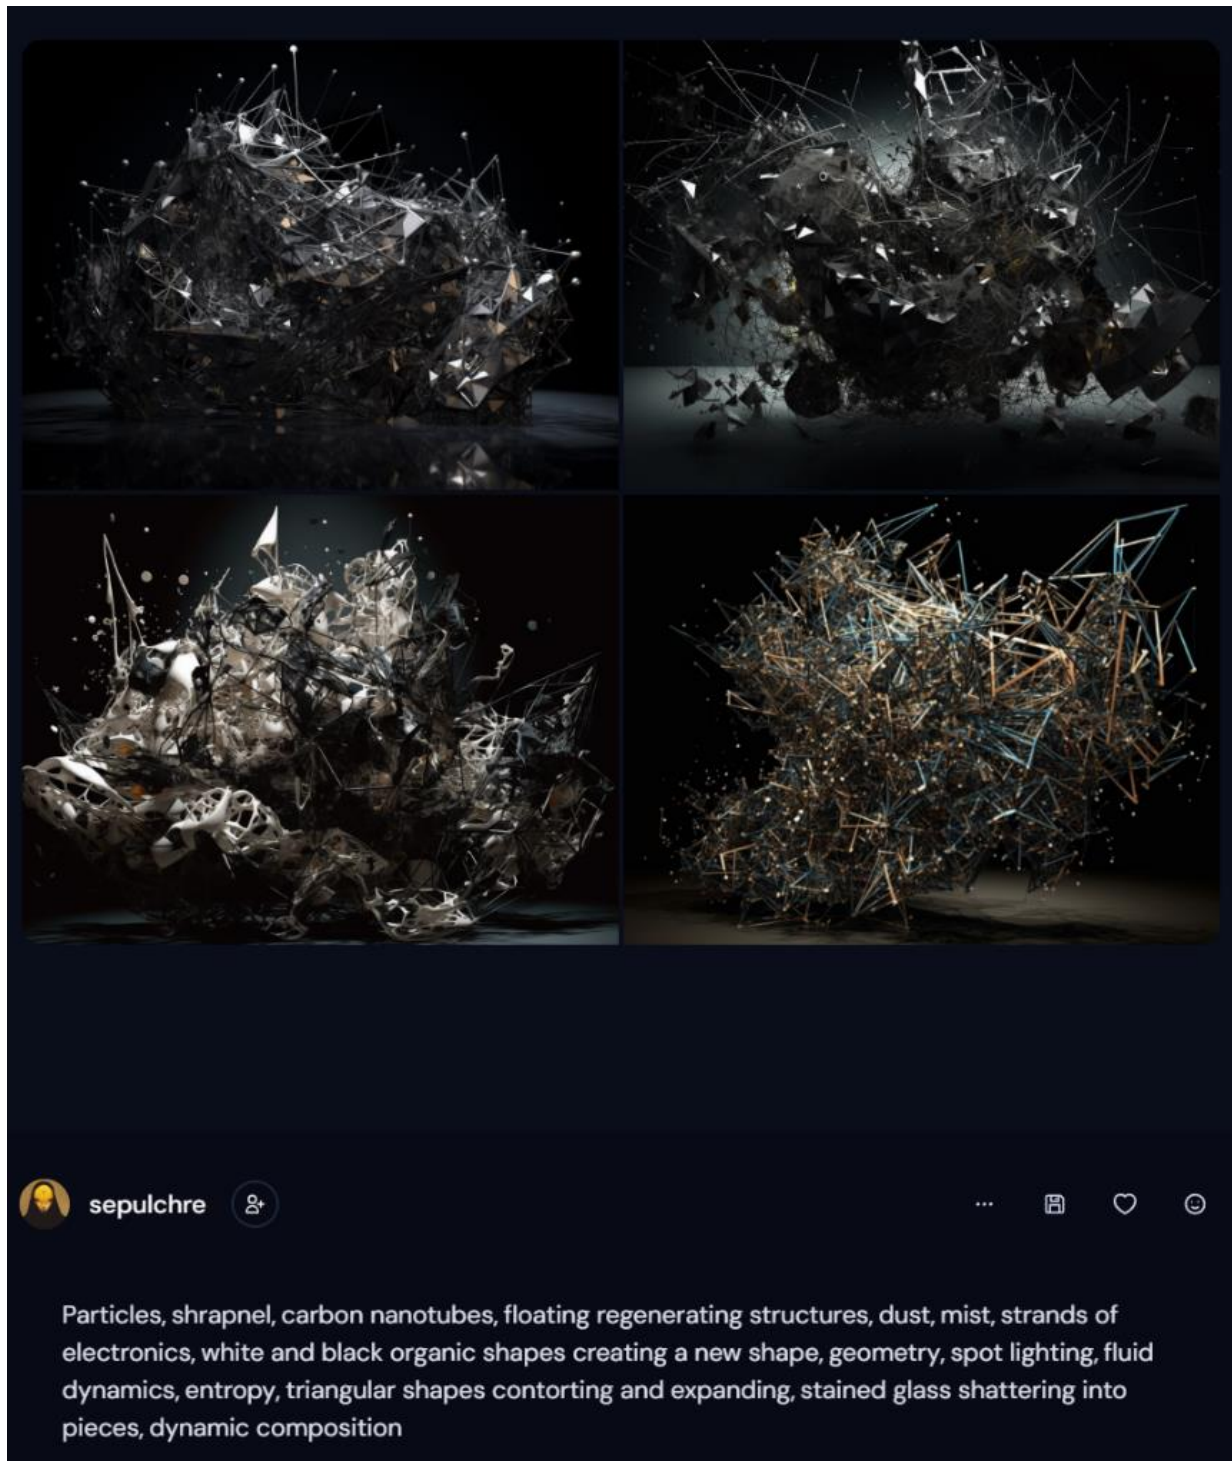 sepulchre
Particles, shrapnel, carbon nanotubes, floating regenerating structures, dust, mist, strands of
electronics, white and black organic shapes creating a new shape, geometry, spot lighting, fluid
dynamics, entropy, triangular shapes contorting and expanding, stained glass shattering into
pieces, dynamic composition